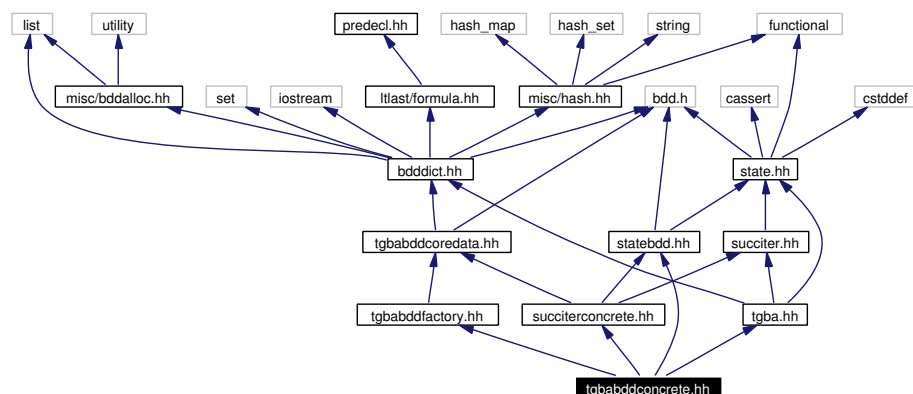 list
utility
predecl.hh
hash_map
hash_set
string
functional
misc/bddalloc.hh
set
iostream
ltlast/formula.hh
misc/hash.hh
bdd.h
cassert
cstddef
bdddict.hh
state.hh
tgbabddcoredata.hh
statebdd.hh
succiter.hh
tgbabddfactory.hh
succiterconcrete.hh
tgba.hh
tgbabddconcrete.hh